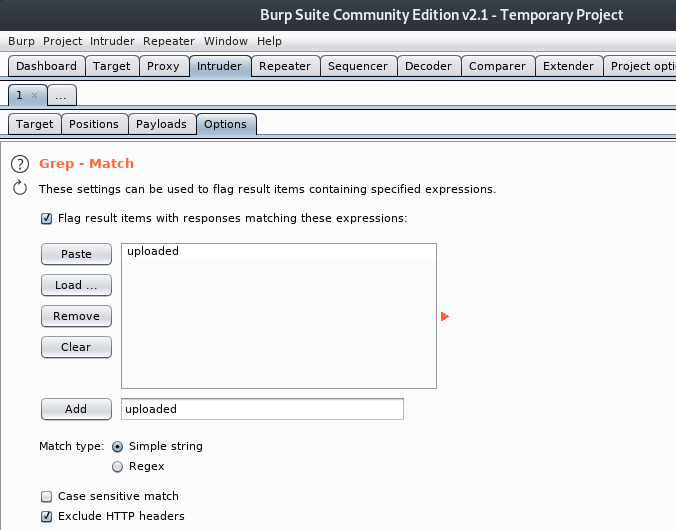 Burp Suite Community Edition v2.1 - Temporary Project
Burp Project Intruder Repeater Window Help
Dashboard Target Proxy Intruder Repeater Sequencer Decoder Comparer Extender Project opti
1 × ...
Target Positions Payloads Options
? Grep - Match
These settings can be used to flag result items containing specified expressions.
Flag result items with responses matching these expressions:
Paste uploaded
Load ...
Remove
Clear
Add uploaded
Match type: Simple string
Regex
Case sensitive match
Exclude HTTP headers